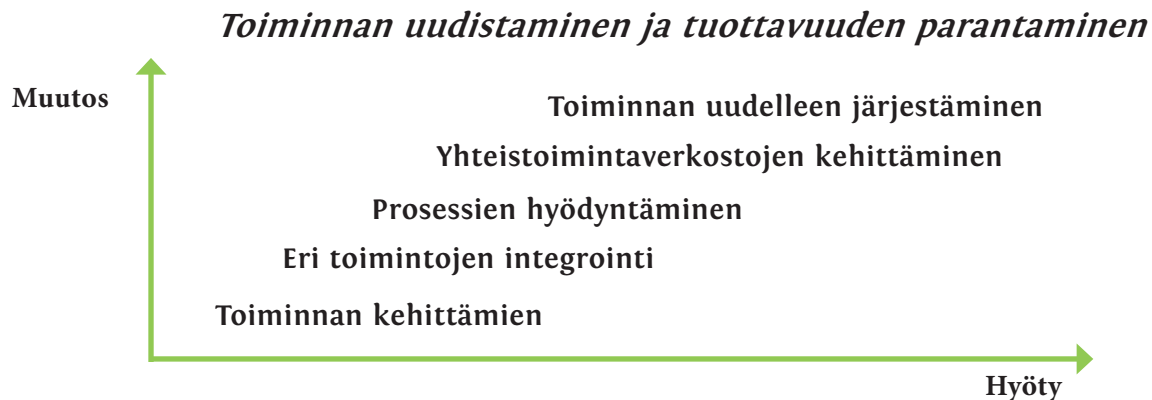 Toiminnan uudistaminen ja tuottavuuden parantaminen
Muutos
Toiminnan uudelleen järjestäminen
Yhteistoimintaverkostojen kehittäminen
Prosessien hyödyntäminen
Eri toimintojen integrointi
Toiminnan kehittämien
Hyöty